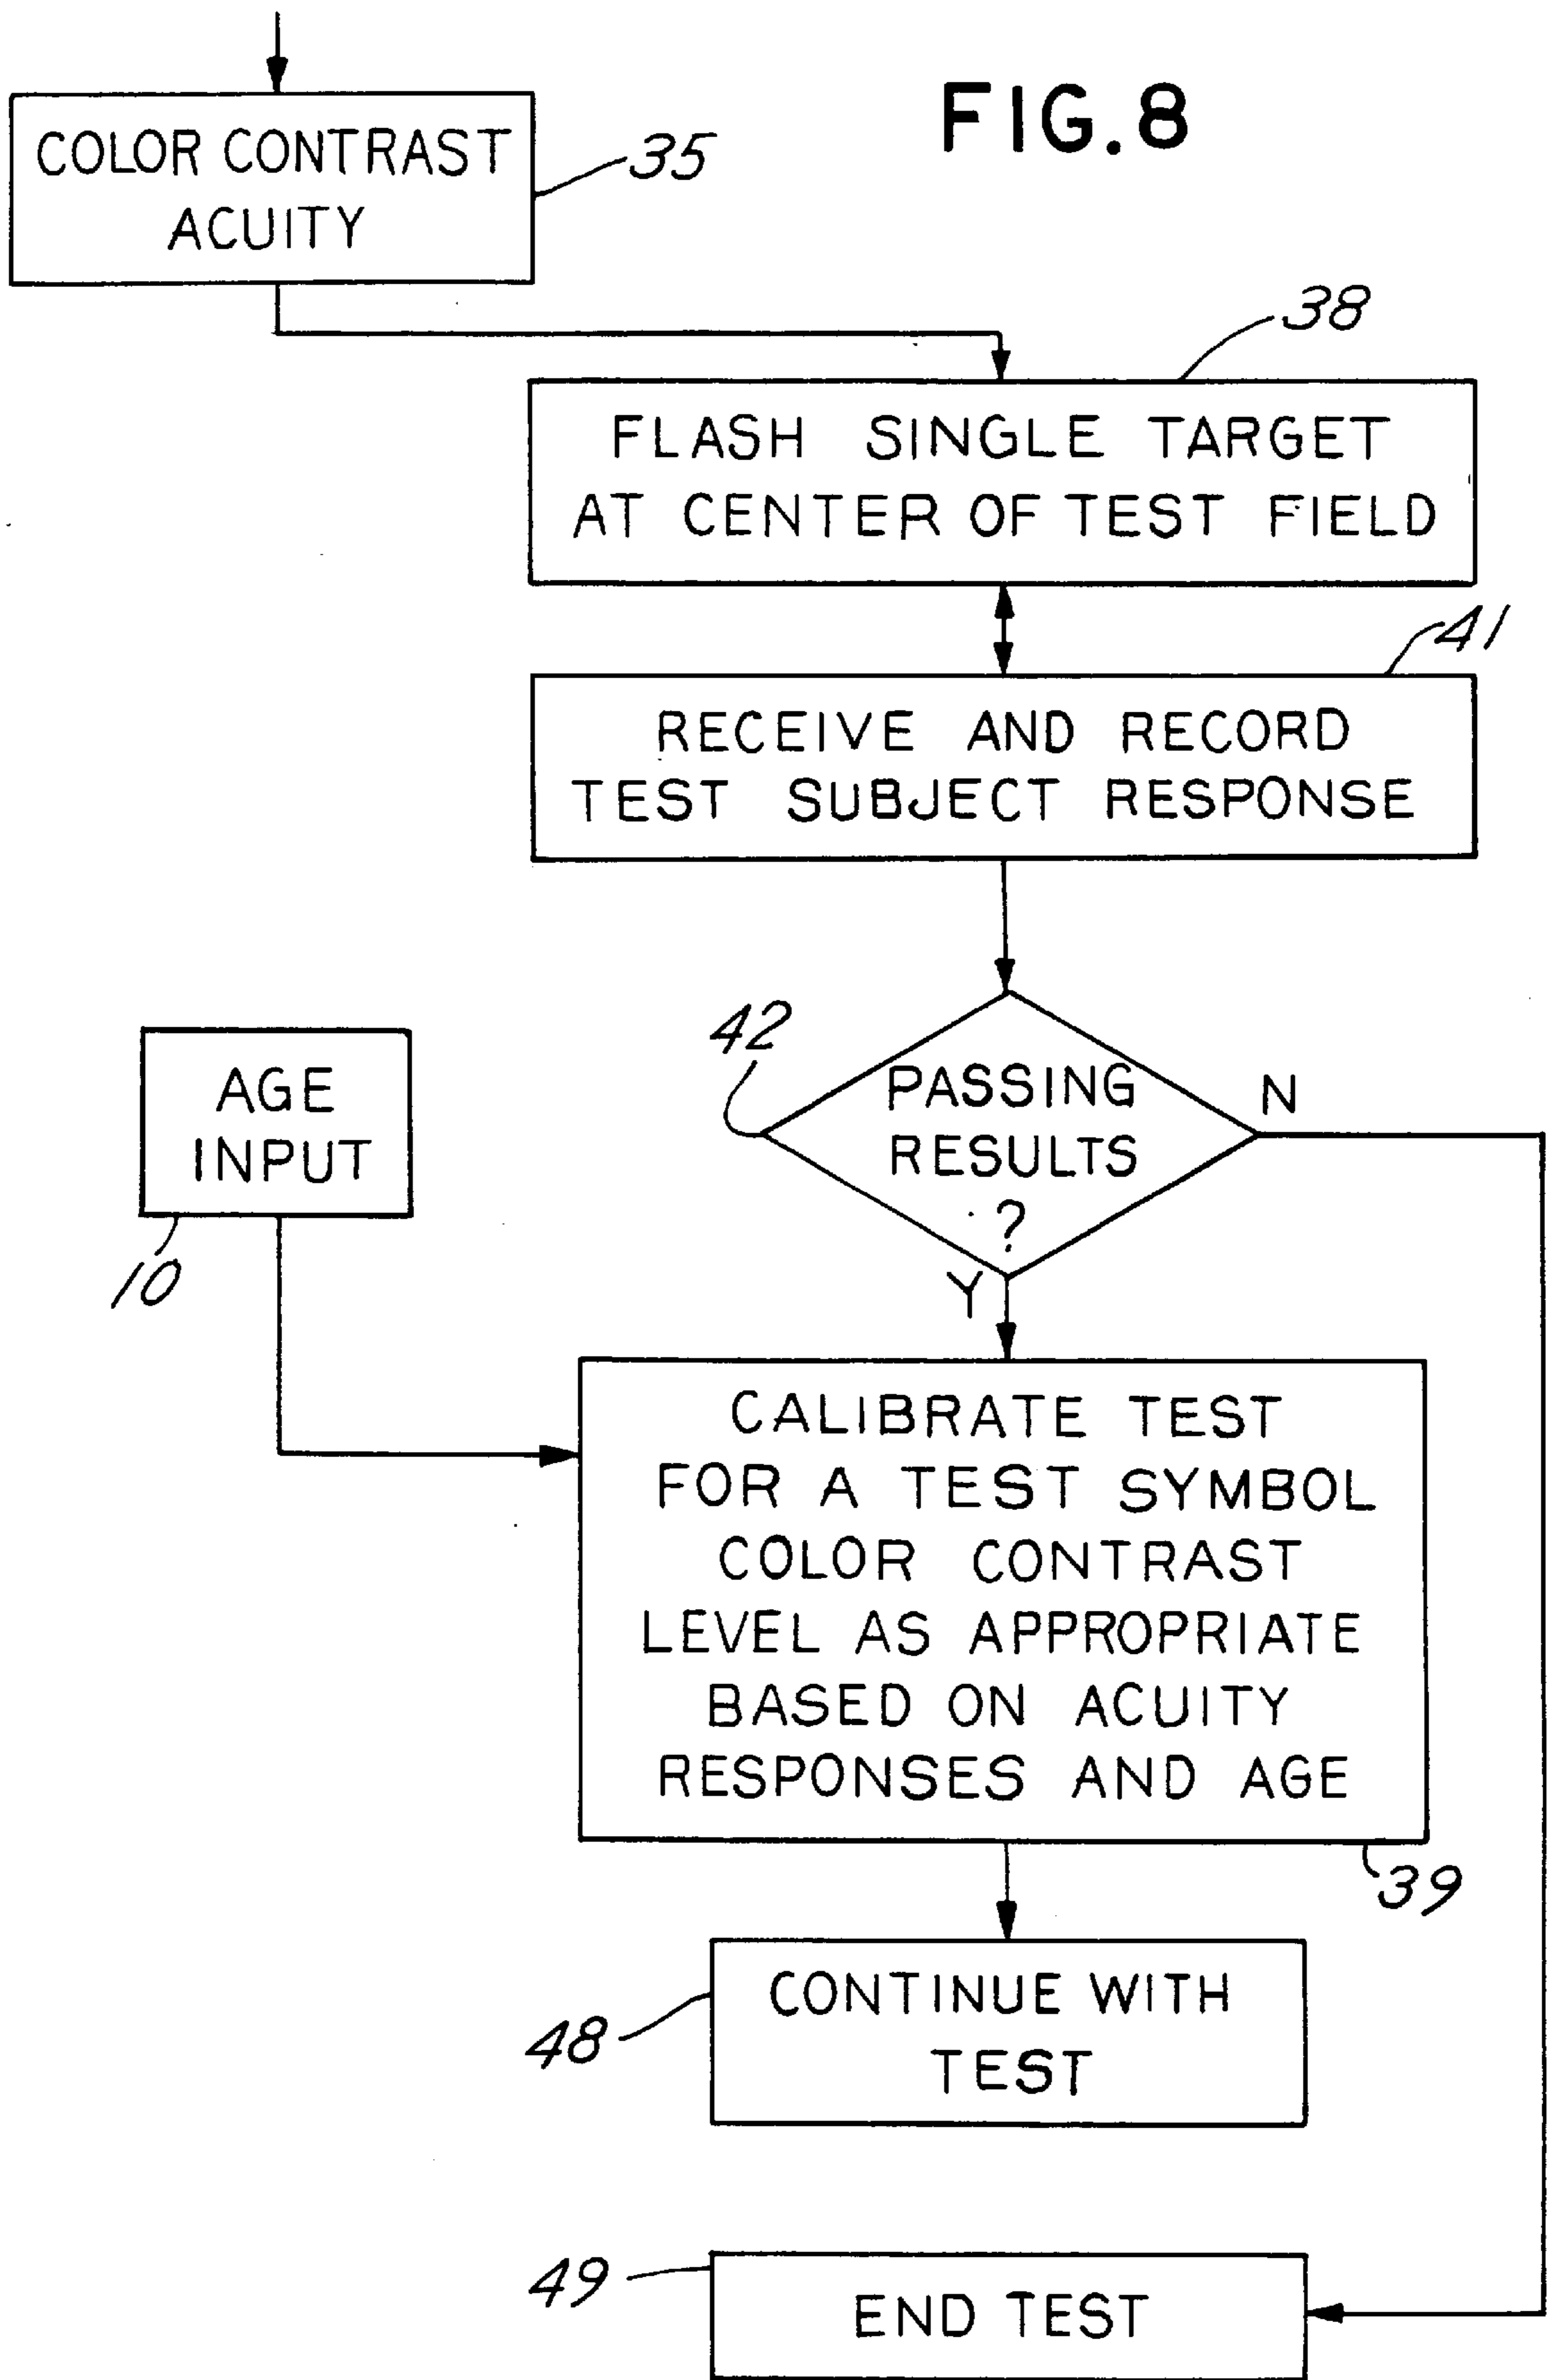 FIG.8
COLOR CONTRAST
ACUITY
35
38
FLASH SINGLE TARGET
AT CENTER OF TEST FIELD
41
RECEIVE AND RECORD
TEST SUBJECT RESPONSE
42
PASSING
RESULTS
?
N
Y
AGE
INPUT
10
CALIBRATE TEST
FOR A TEST SYMBOL
COLOR CONTRAST
LEVEL AS APPROPRIATE
BASED ON ACUITY
RESPONSES AND AGE
39
CONTINUE WITH
TEST
48
49
END TEST